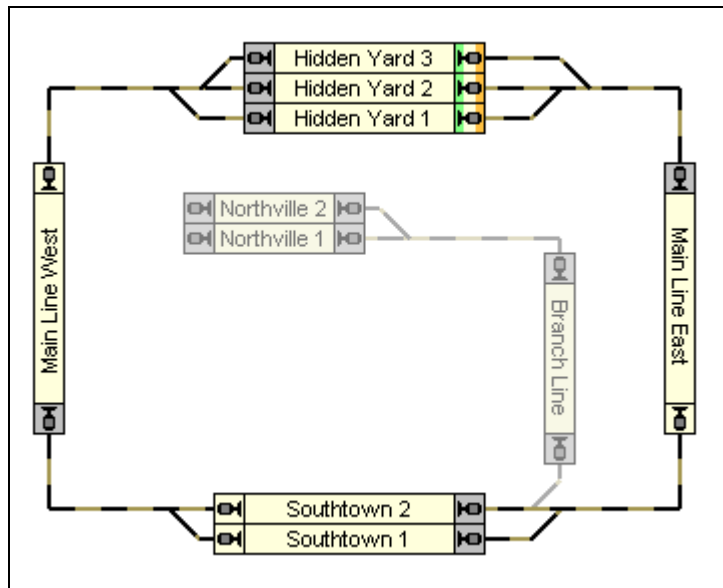 Hidden Yard 3
Hidden Yard 2
Hidden Yard 1
Northville 2
Northville 1
Main Line West
Branch Line
Main Line East
Southtown 2
Southtown 1